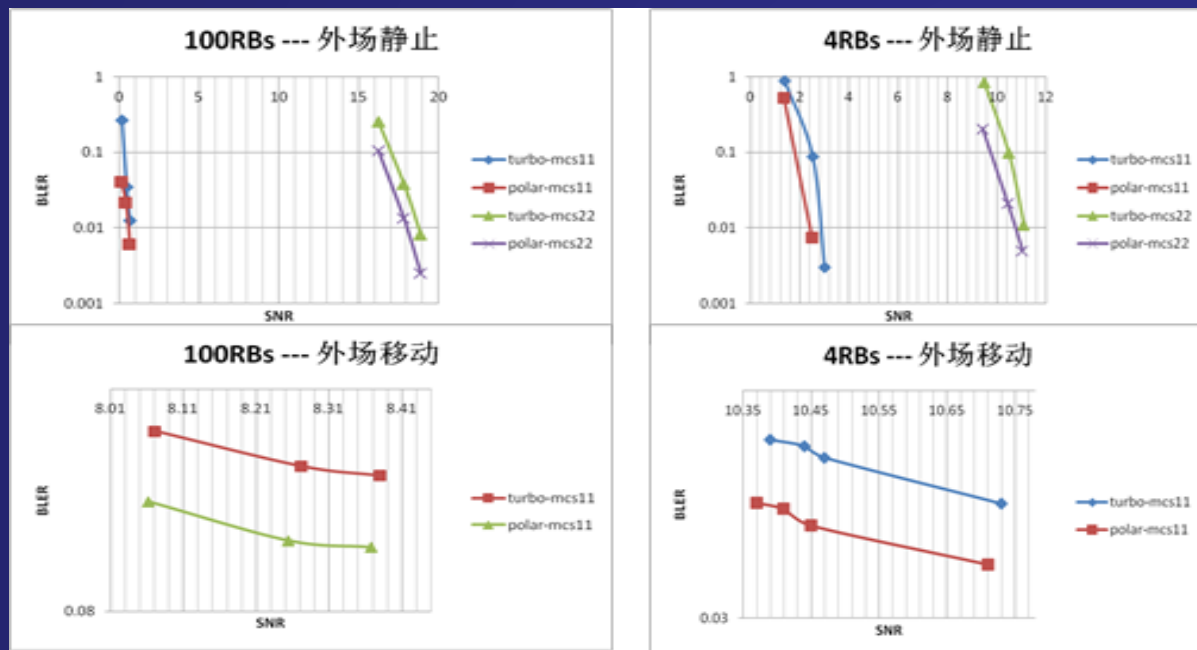 100RBs --- 外场静止
1
0 5 10 15 20
0.1
0.01
0.001
BLER
SNR
turbo-mcs11
polar-mcs11
turbo-mcs22
polar-mcs22
4RBs --- 外场静止
1
0 2 4 6 8 10 12
0.1
0.01
0.001
BLER
SNR
turbo-mcs11
polar-mcs11
turbo-mcs22
polar-mcs22
100RBs --- 外场移动
8.01 8.11 8.21 8.31 8.41
BLER
0.08
SNR
turbo-mcs11
polar-mcs11
4RBs --- 外场移动
10.35 10.45 10.55 10.65 10.75
BLER
0.03
SNR
turbo-mcs11
polar-mcs11